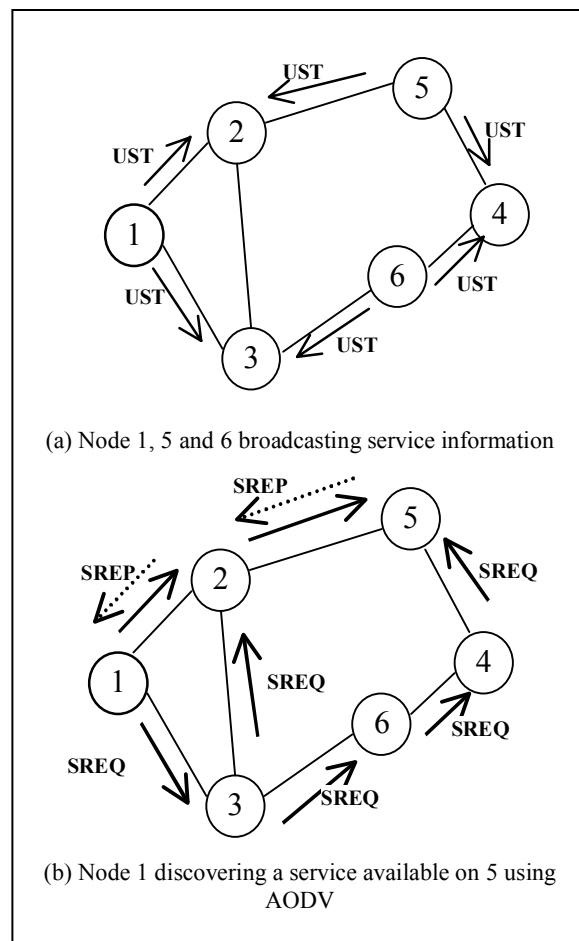 UST
5
2
UST
UST
4
1
6
UST
UST
3
UST
(a) Node 1, 5 and 6 broadcasting service information
SREP
5
SREP
2
SREQ
4
1
SREQ
6
SREQ
SREQ
3
SREQ
(b) Node 1 discovering a service available on 5 using
AODV